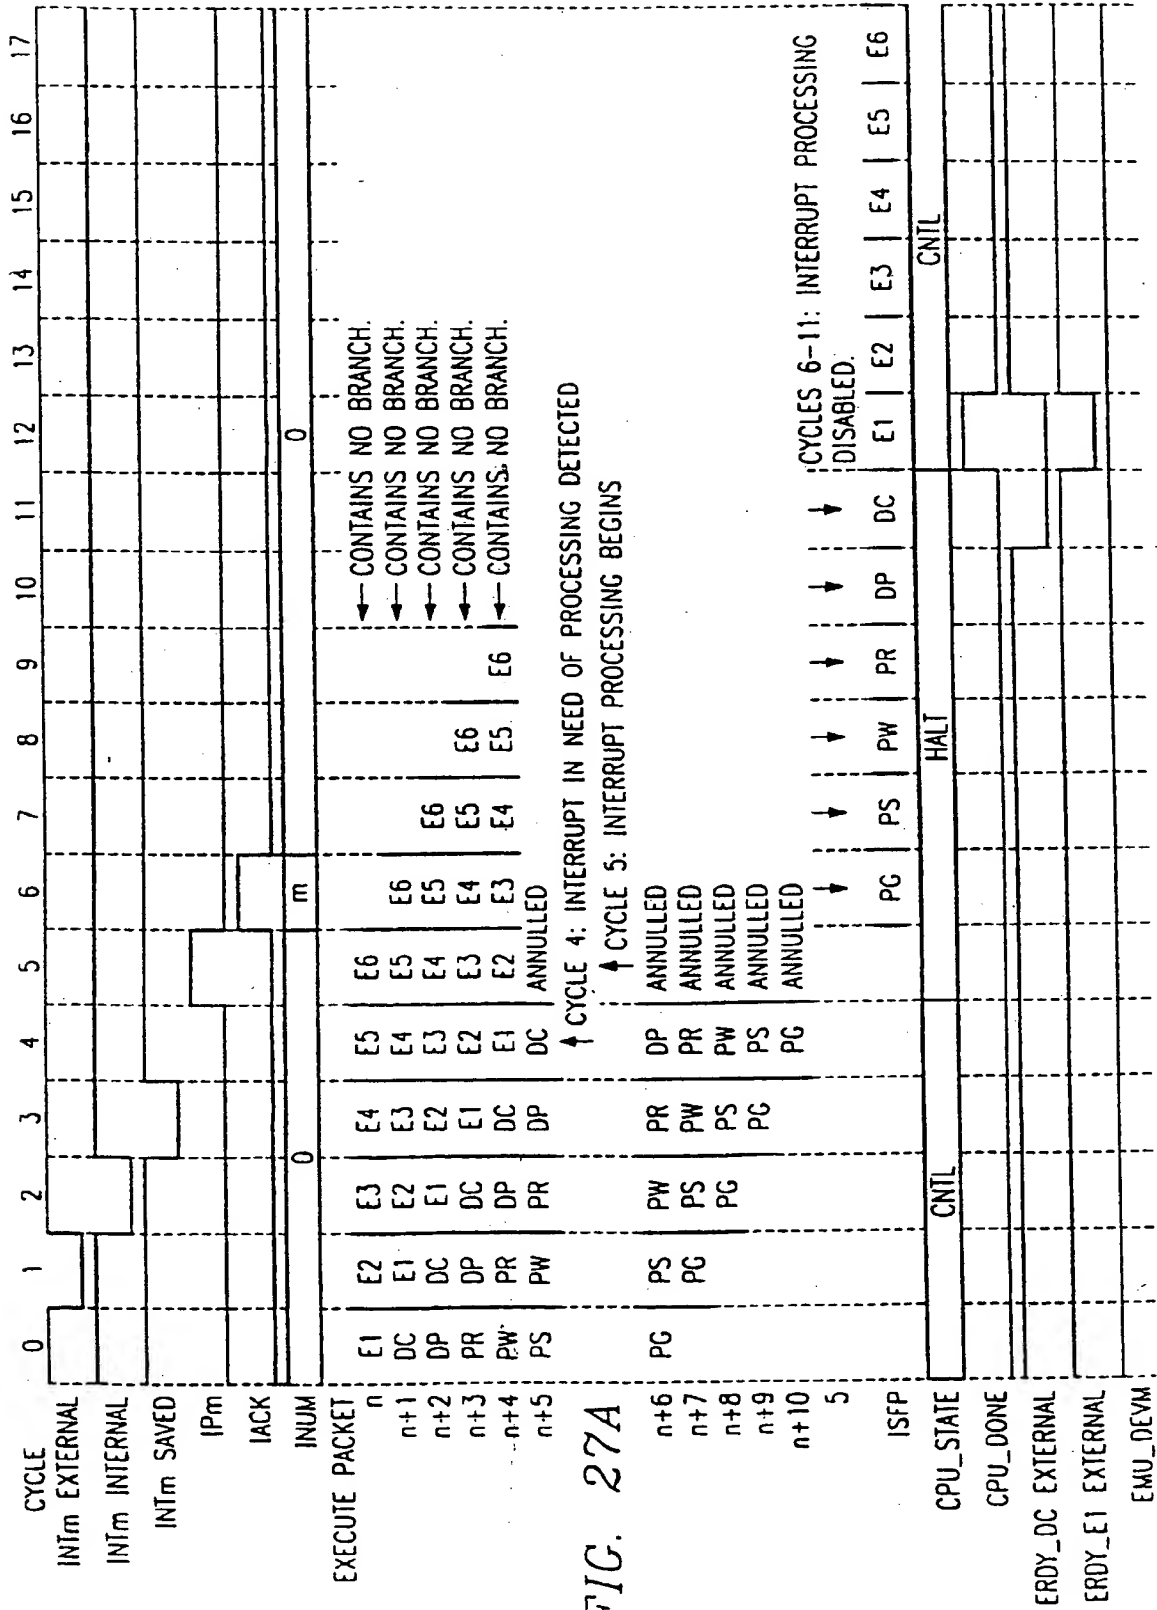 CYCLE 0 1 2 3 4 5 6 7 8 9 10 11 12 13 14 15 16 17
INTm EXTERNAL
INTm INTERNAL
INTm SAVED
IPm
IACK
INUM 0 m 0
EXECUTE PACKET
n E1 E2 E3 E4 E5 E6 ← CONTAINS NO BRANCH.
n+1 DC E1 E2 E3 E4 E5 E6 ← CONTAINS NO BRANCH.
n+2 DP DC E1 E2 E3 E4 E5 E6 ← CONTAINS NO BRANCH.
n+3 PR DP DC E1 E2 E3 E4 E5 E6 ← CONTAINS NO BRANCH.
n+4 PW PR DP DC E1 E2 E3 E4 E5 E6 ← CONTAINS NO BRANCH.
n+5 PS PW PR DP DC ANNULLED
↑ CYCLE 4: INTERRUPT IN NEED OF PROCESSING DETECTED
↑ CYCLE 5: INTERRUPT PROCESSING BEGINS
FIG. 27A
n+6 PG PS PW PR DP ANNULLED
n+7 PG PS PW PR ANNULLED
n+8 PG PS PW ANNULLED
n+9 PG PS ANNULLED
n+10 PG ANNULLED
CYCLES 6-11: INTERRUPT PROCESSING
DISABLED.
5
ISFP PG PS PW PR DP DC E1 E2 E3 E4 E5 E6
CPU_STATE CNTL HALT CNTL
CPU_DONE
ERDY_DC EXTERNAL
ERDY_E1 EXTERNAL
EMU_DEVM